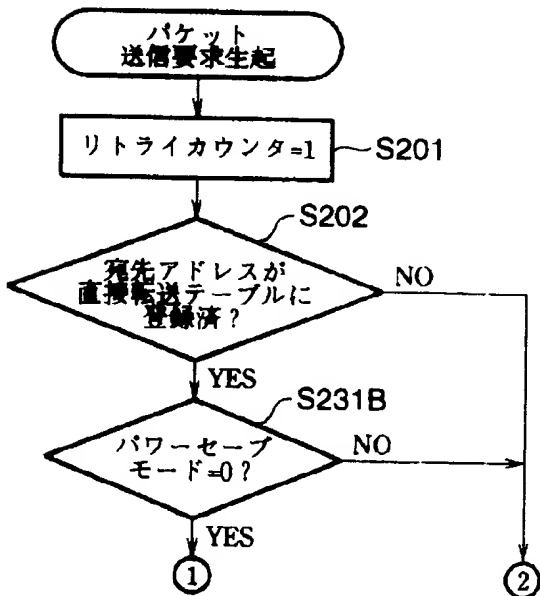 パケット
送信要求生起
リトライカウンタ=1
S201
S202
宛先アドレスが
直接転送テーブルに
登録済?
NO
YES
S231B
パワーセーブ
モード=0?
NO
YES
①
②